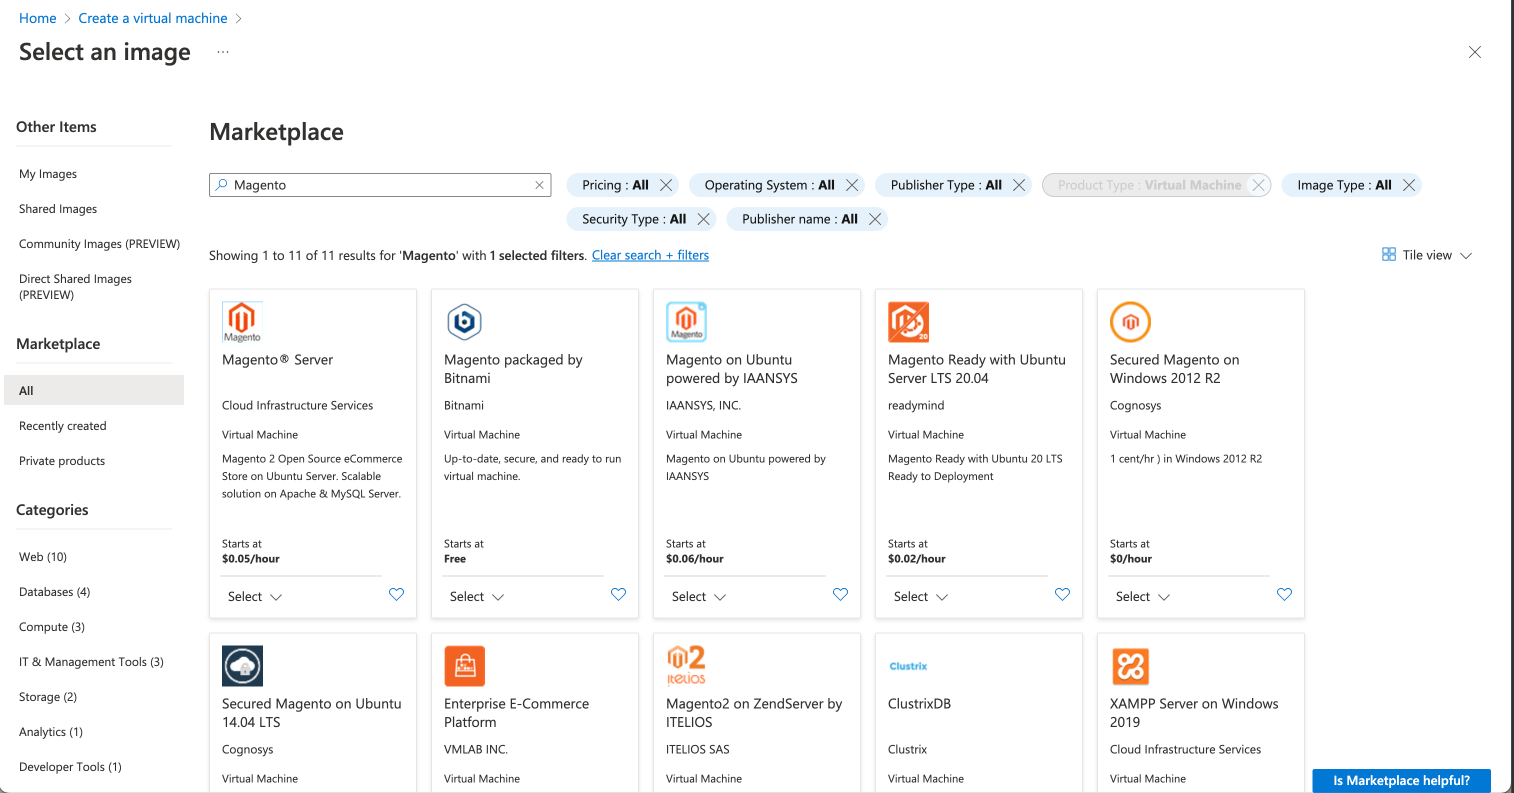 Home > Create a virtual machine >
Select an image ...
Other Items
My Images
Shared Images
Community Images (PREVIEW)
Direct Shared Images
(PREVIEW)
Marketplace
All
Recently created
Private products
Categories
Web (10)
Databases (4)
Compute (3)
IT & Management Tools (3)
Storage (2)
Analytics (1)
Developer Tools (1)
Marketplace
Magento
Pricing : All
Operating System : All
Publisher Type : All
Product Type : Virtual Machine
Image Type : All
Security Type : All
Publisher name : All
Showing 1 to 11 of 11 results for 'Magento' with 1 selected filters. Clear search + filters
Tile view
Magento
Magento® Server
Cloud Infrastructure Services
Virtual Machine
Magento 2 Open Source eCommerce
Store on Ubuntu Server. Scalable
solution on Apache & MySQL Server.
Starts at
$0.05/hour
Select
b
Magento packaged by
Bitnami
Bitnami
Virtual Machine
Up-to-date, secure, and ready to run
virtual machine.
Starts at
Free
Select
Magento
Magento on Ubuntu
powered by IAANSYS
IAANSYS, INC.
Virtual Machine
Magento on Ubuntu powered by
IAANSYS
Starts at
$0.06/hour
Select
20
Magento Ready with Ubuntu
Server LTS 20.04
readymind
Virtual Machine
Magento Ready with Ubuntu 20 LTS
Ready to Deployment
Starts at
$0.02/hour
Select
Secured Magento on
Windows 2012 R2
Cognosys
Virtual Machine
1 cent/hr ) in Windows 2012 R2
Starts at
$0/hour
Select
Secured Magento on Ubuntu
14.04 LTS
Cognosys
Virtual Machine
Enterprise E-Commerce
Platform
VMLAB INC.
Virtual Machine
2
itelios
Magento2 on ZendServer by
ITELIOS
ITELIOS SAS
Virtual Machine
Clustrix
ClustrixDB
Clustrix
Virtual Machine
XAMPP Server on Windows
2019
Cloud Infrastructure Services
Virtual Machine
Is Marketplace helpful?